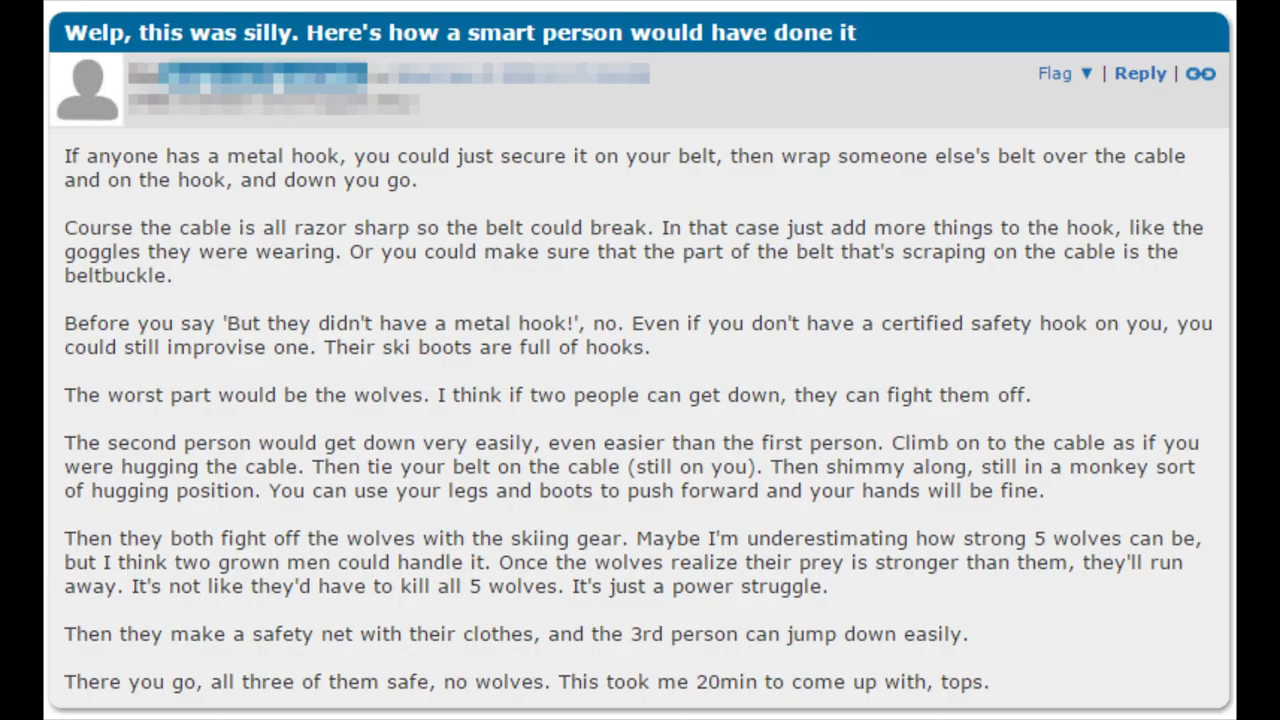 Welp, this was silly. Here's how a smart person would have done it
Flag ▼ | Reply |
If anyone has a metal hook, you could just secure it on your belt, then wrap someone else's belt over the cable
and on the hook, and down you go.
Course the cable is all razor sharp so the belt could break. In that case just add more things to the hook, like the
goggles they were wearing. Or you could make sure that the part of the belt that's scraping on the cable is the
beltbuckle.
Before you say 'But they didn't have a metal hook!', no. Even if you don't have a certified safety hook on you, you
could still improvise one. Their ski boots are full of hooks.
The worst part would be the wolves. I think if two people can get down, they can fight them off.
The second person would get down very easily, even easier than the first person. Climb on to the cable as if you
were hugging the cable. Then tie your belt on the cable (still on you). Then shimmy along, still in a monkey sort
of hugging position. You can use your legs and boots to push forward and your hands will be fine.
Then they both fight off the wolves with the skiing gear. Maybe I'm underestimating how strong 5 wolves can be,
but I think two grown men could handle it. Once the wolves realize their prey is stronger than them, they'll run
away. It's not like they'd have to kill all 5 wolves. It's just a power struggle.
Then they make a safety net with their clothes, and the 3rd person can jump down easily.
There you go, all three of them safe, no wolves. This took me 20min to come up with, tops.